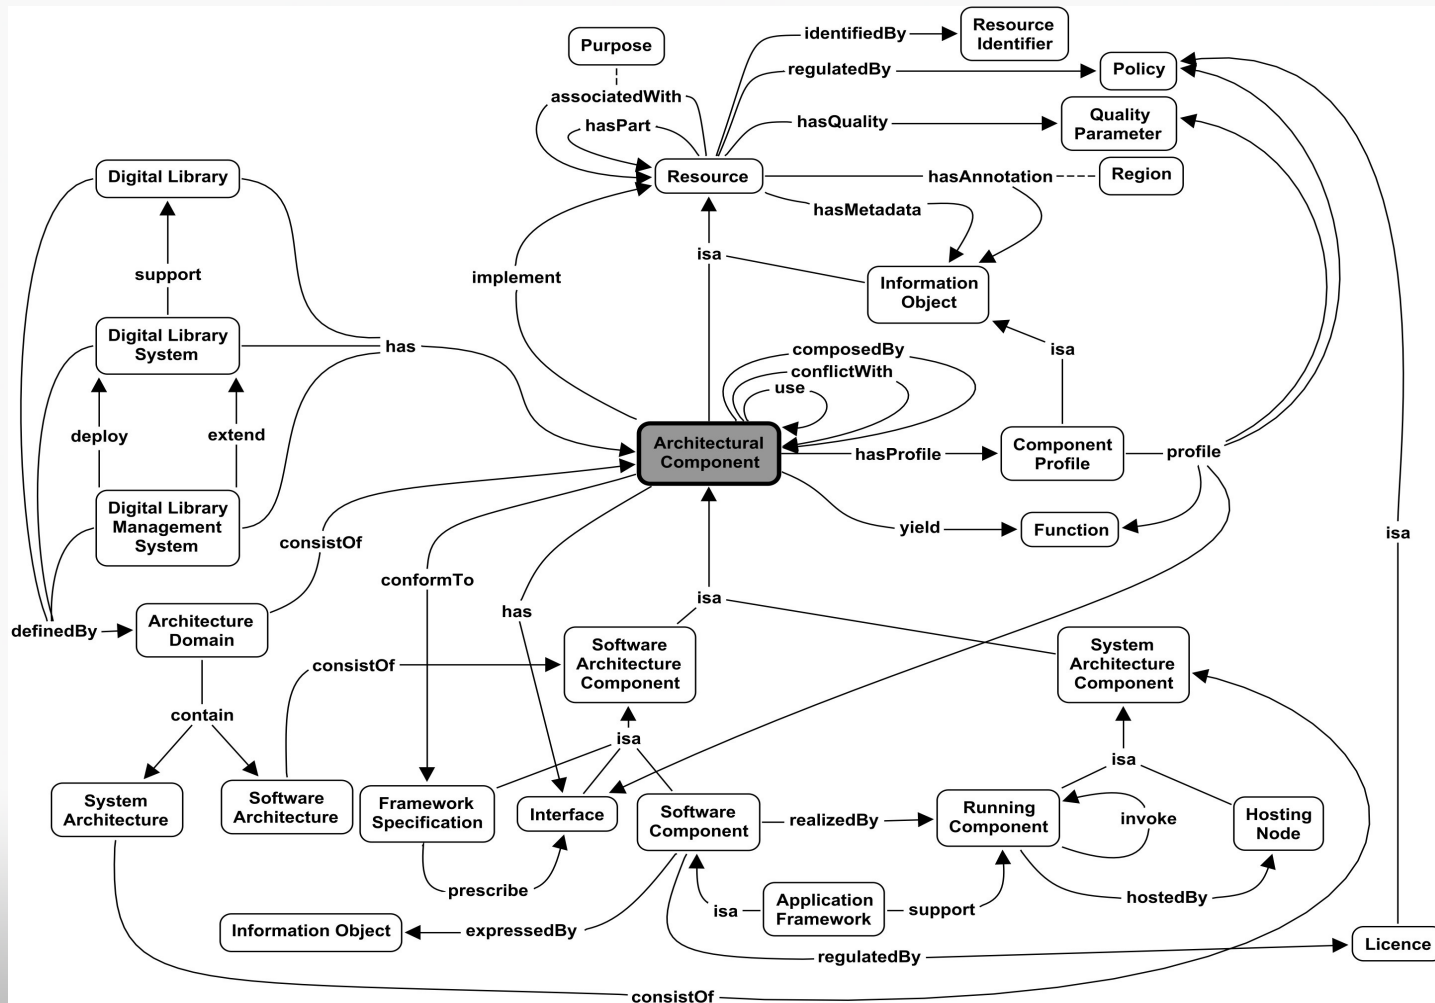 Purpose
identifiedBy
Resource
Identifier
regulatedBy
Policy
associatedWith
hasPart
hasQuality
Quality
Parameter
Digital Library
Resource
hasAnnotation
Region
hasMetadata
support
isa
implement
Information
Object
Digital Library
System
has
composedBy
isa
conflictWith
use
deploy
extend
Architectural
Component
hasProfile
Component
Profile
profile
Digital Library
Management
System
consistOf
yield
Function
isa
conformTo
has
isa
definedBy
Architecture
Domain
Software
Architecture
Component
System
Architecture
Component
consistOf
contain
isa
isa
System
Architecture
Software
Architecture
Framework
Specification
Interface
Software
Component
realizedBy
Running
Component
invoke
Hosting
Node
prescribe
isa
Application
Framework
support
hostedBy
Information Object
expressedBy
regulatedBy
Licence
consistOf